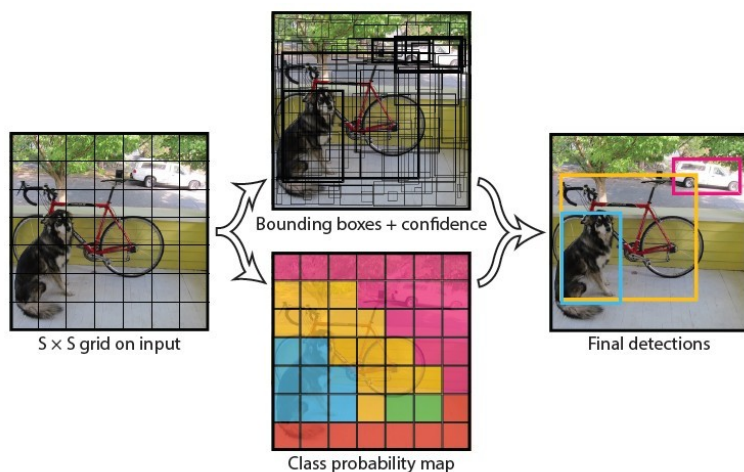 Bounding boxes + confidence
S × S grid on input
Final detections
Class probability map